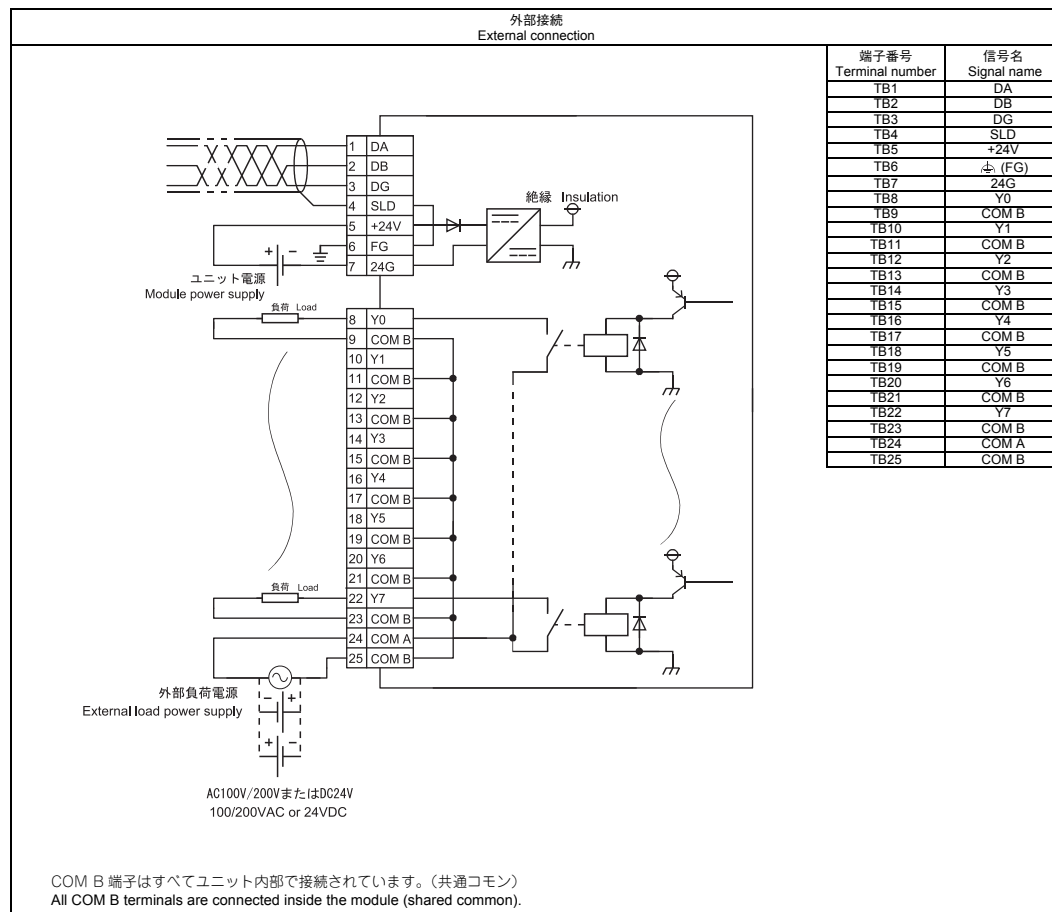 外部接続
External connection
端子番号 信号名
Terminal number Signal name
TB1 DA
TB2 DB
TB3 DG
TB4 SLD
TB5 +24V
TB6 (FG)
TB7 24G
TB8 Y0
TB9 COM B
TB10 Y1
TB11 COM B
TB12 Y2
TB13 COM B
TB14 Y3
TB15 COM B
TB16 Y4
TB17 COM B
TB18 Y5
TB19 COM B
TB20 Y6
TB21 COM B
TB22 Y7
TB23 COM B
TB24 COM A
TB25 COM B
1 DA
2 DB
3 DG
4 SLD
5 +24V
6 FG
7 24G
絶縁 Insulation
+ −
ユニット電源
Module power supply
負荷 Load
8 Y0
9 COM B
10 Y1
11 COM B
12 Y2
13 COM B
14 Y3
15 COM B
16 Y4
17 COM B
18 Y5
19 COM B
20 Y6
21 COM B
負荷 Load
22 Y7
23 COM B
24 COM A
25 COM B
外部負荷電源
External load power supply
− +
+ −
AC100V/200VまたはDC24V
100/200VAC or 24VDC
COM B 端子はすべてユニット内部で接続されています。(共通コモン)
All COM B terminals are connected inside the module (shared common).